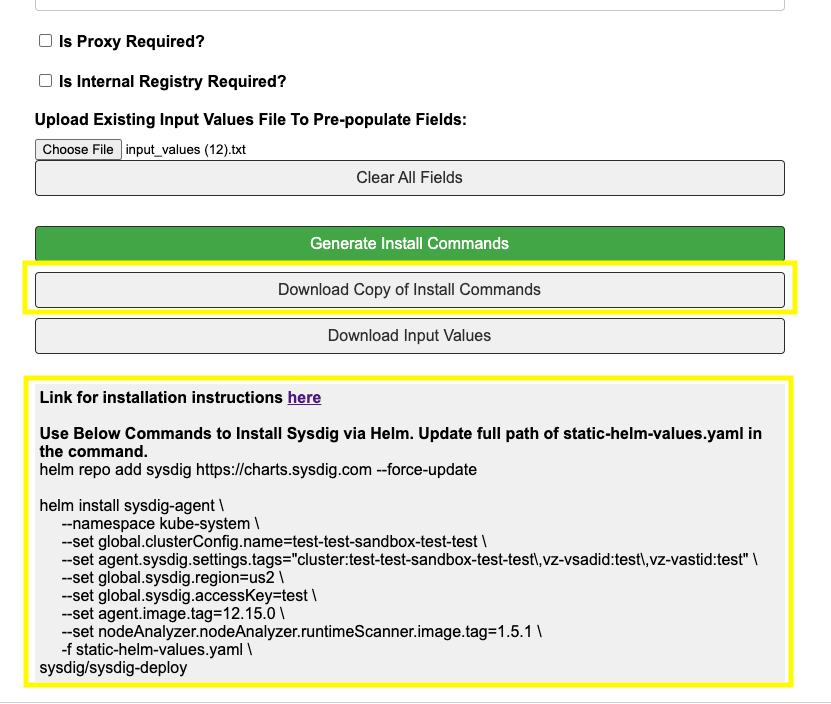 Is Proxy Required?
Is Internal Registry Required?
Upload Existing Input Values File To Pre-populate Fields:
Choose File input_values (12).txt
Clear All Fields
Generate Install Commands
Download Copy of Install Commands
Download Input Values
Link for installation instructions here
Use Below Commands to Install Sysdig via Helm. Update full path of static-helm-values.yaml in
the command.
helm repo add sysdig https://charts.sysdig.com --force-update
helm install sysdig-agent \
--namespace kube-system \
--set global.clusterConfig.name=test-test-sandbox-test-test \
--set agent.sysdig.settings.tags="cluster:test-test-sandbox-test-test\,vz-vsadid:test\,vz-vastid:test" \
--set global.sysdig.region=us2 \
--set global.sysdig.accessKey=test \
--set agent.image.tag=12.15.0 \
--set nodeAnalyzer.nodeAnalyzer.runtimeScanner.image.tag=1.5.1 \
-f static-helm-values.yaml \
sysdig/sysdig-deploy